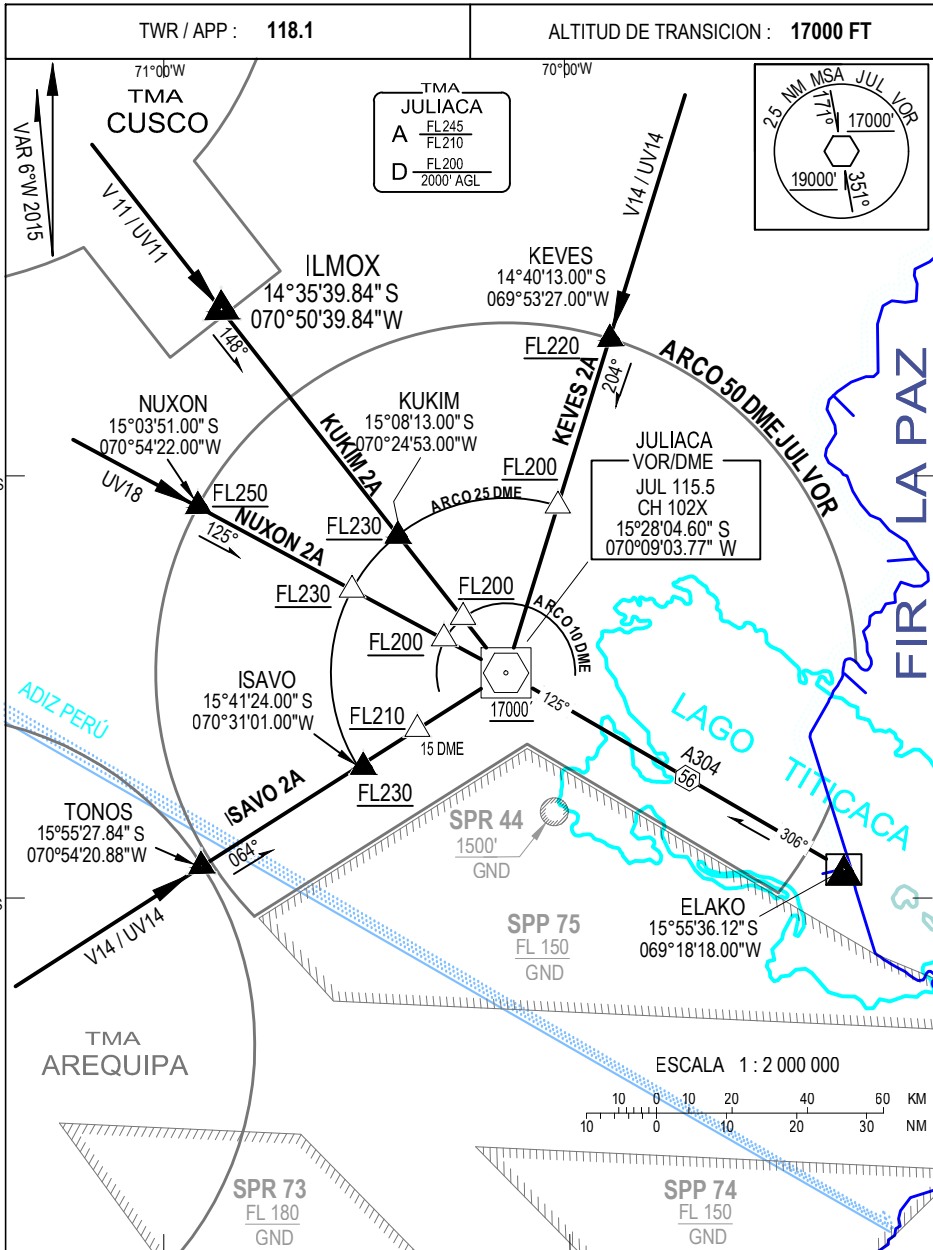 TWR / APP : 118.1
ALTITUD DE TRANSICION : 17000 FT
71°00'W
70°00'W
TMA
CUSCO
VAR 6°W 2015
TMA
JULIACA
A FL245
FL210
D FL200
2000' AGL
25 NM MSA JUL VOR
171°
17000'
19000'
351°
V11 / UV11
V14 / UV14
ILMOX
14°35'39.84" S
070°50'39.84"W
148°
KEVES
14°40'13.00" S
069°53'27.00"W
FL220
204°
KEVES 2A
ARCO 50 DME JUL VOR
NUXON
15°03'51.00" S
070°54'22.00"W
UV18
FL250
125°
NUXON 2A
KUKIM 2A
KUKIM
15°08'13.00" S
070°24'53.00"W
FL230
ARCO 25 DME
FL200
JULIACA
VOR/DME
JUL 115.5
CH 102X
15°28'04.60" S
070°09'03.77" W
FIR LA PAZ
FL230
FL200
FL200
ARCO 10 DME
ISAVO
15°41'24.00" S
070°31'01.00"W
FL210
15 DME
17000'
125°
LAGO TITICACA
A304
56
306°
ADIZ PERÚ
ISAVO 2A
FL230
TONOS
15°55'27.84" S
070°54'20.88"W
064°
V14 / UV14
SPR 44
1500'
GND
SPP 75
FL 150
GND
ELAKO
15°55'36.12" S
069°18'18.00"W
TMA
AREQUIPA
ESCALA 1 : 2 000 000
10 0 10 20 40 60 KM
10 0 10 20 30 NM
SPR 73
FL 180
GND
SPP 74
FL 150
GND